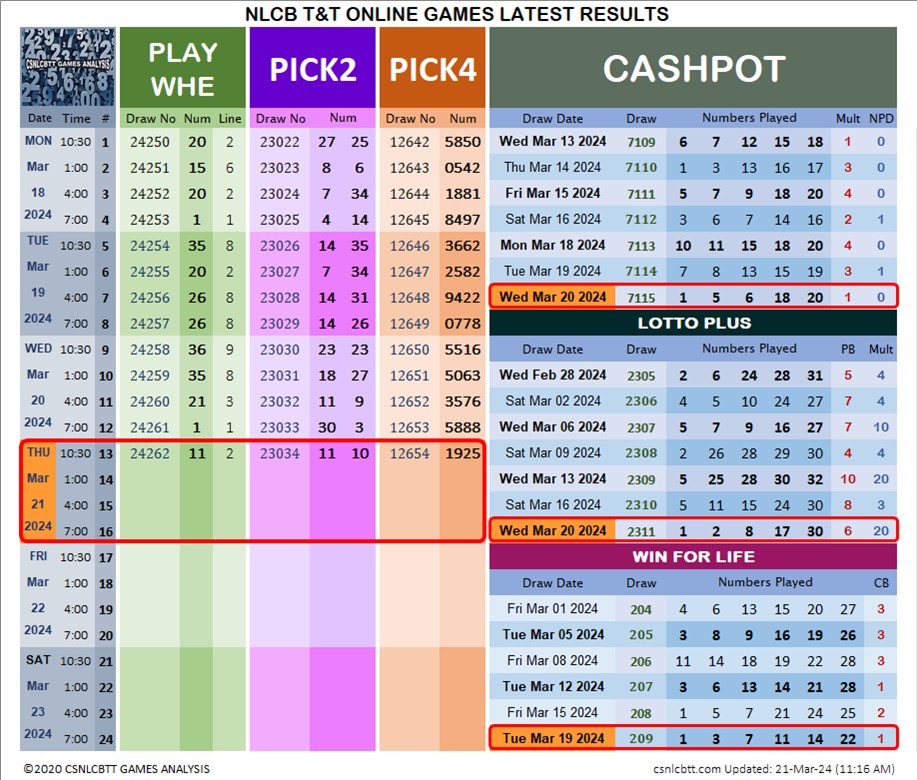 NLCB T&T ONLINE GAMES LATEST RESULTS
CSNLCBTT GAMES ANALYSIS
PLAY WHE PICK2 PICK4
Date Time # Draw No Num Line Draw No Num Draw No Num
MON 10:30 1 24250 20 2 23022 27 25 12642 5850
Mar 1:00 2 24251 15 6 23023 8 6 12643 0542
18 4:00 3 24252 20 2 23024 7 34 12644 1881
2024 7:00 4 24253 1 1 23025 4 14 12645 8497
TUE 10:30 5 24254 35 8 23026 14 35 12646 3662
Mar 1:00 6 24255 20 2 23027 7 34 12647 2582
19 4:00 7 24256 26 8 23028 14 31 12648 9422
2024 7:00 8 24257 26 8 23029 14 26 12649 0778
WED 10:30 9 24258 36 9 23030 23 23 12650 5516
Mar 1:00 10 24259 35 8 23031 18 27 12651 5063
20 4:00 11 24260 21 3 23032 11 9 12652 3576
2024 7:00 12 24261 1 1 23033 30 3 12653 5888
THU 10:30 13 24262 11 2 23034 11 10 12654 1925
Mar 1:00 14
21 4:00 15
2024 7:00 16
FRI 10:30 17
Mar 1:00 18
22 4:00 19
2024 7:00 20
SAT 10:30 21
Mar 1:00 22
23 4:00 23
2024 7:00 24
CASHPOT
Draw Date Draw Numbers Played Mult NPD
Wed Mar 13 2024 7109 6 7 12 15 18 1 0
Thu Mar 14 2024 7110 1 3 13 16 17 3 0
Fri Mar 15 2024 7111 5 7 9 18 20 4 0
Sat Mar 16 2024 7112 3 6 7 14 16 2 1
Mon Mar 18 2024 7113 10 11 15 18 20 4 0
Tue Mar 19 2024 7114 7 8 13 15 19 3 1
Wed Mar 20 2024 7115 1 5 6 18 20 1 0
LOTTO PLUS
Draw Date Draw Numbers Played PB Mult
Wed Feb 28 2024 2305 2 6 24 28 31 5 4
Sat Mar 02 2024 2306 4 5 10 24 27 7 4
Wed Mar 06 2024 2307 5 7 9 16 27 7 10
Sat Mar 09 2024 2308 2 26 28 29 30 4 4
Wed Mar 13 2024 2309 5 25 28 30 32 10 20
Sat Mar 16 2024 2310 5 11 15 24 30 8 3
Wed Mar 20 2024 2311 1 2 8 17 30 6 20
WIN FOR LIFE
Draw Date Draw Numbers Played CB
Fri Mar 01 2024 204 4 6 13 15 20 27 3
Tue Mar 05 2024 205 3 8 9 16 19 26 3
Fri Mar 08 2024 206 11 14 18 19 22 28 3
Tue Mar 12 2024 207 3 6 13 14 21 28 1
Fri Mar 15 2024 208 1 5 7 21 24 25 2
Tue Mar 19 2024 209 1 3 7 11 14 22 1
©2020 CSNLCBTT GAMES ANALYSIS
csnlcbtt.com Updated: 21-Mar-24 (11:16 AM)